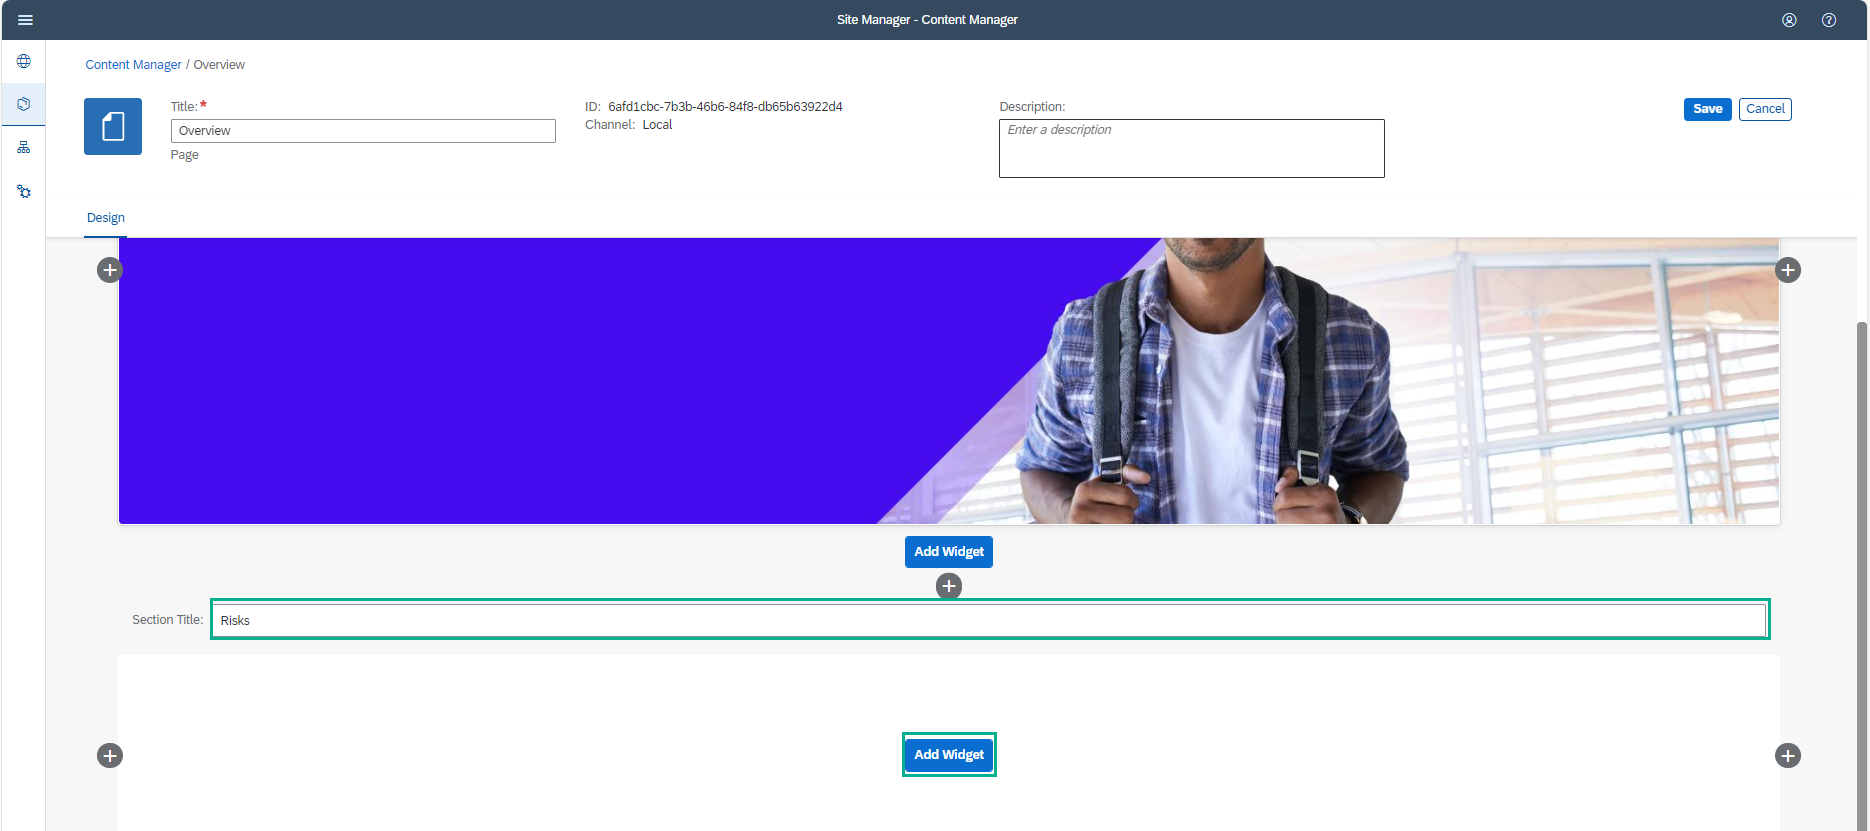 Site Manager - Content Manager
Content Manager / Overview
Title:*
Overview
Page
ID: 6afd1cbc-7b3b-46b6-84f8-db65b63922d4
Channel: Local
Description:
Enter a description
Save
Cancel
Design
Add Widget
Section Title: Risks
Add Widget